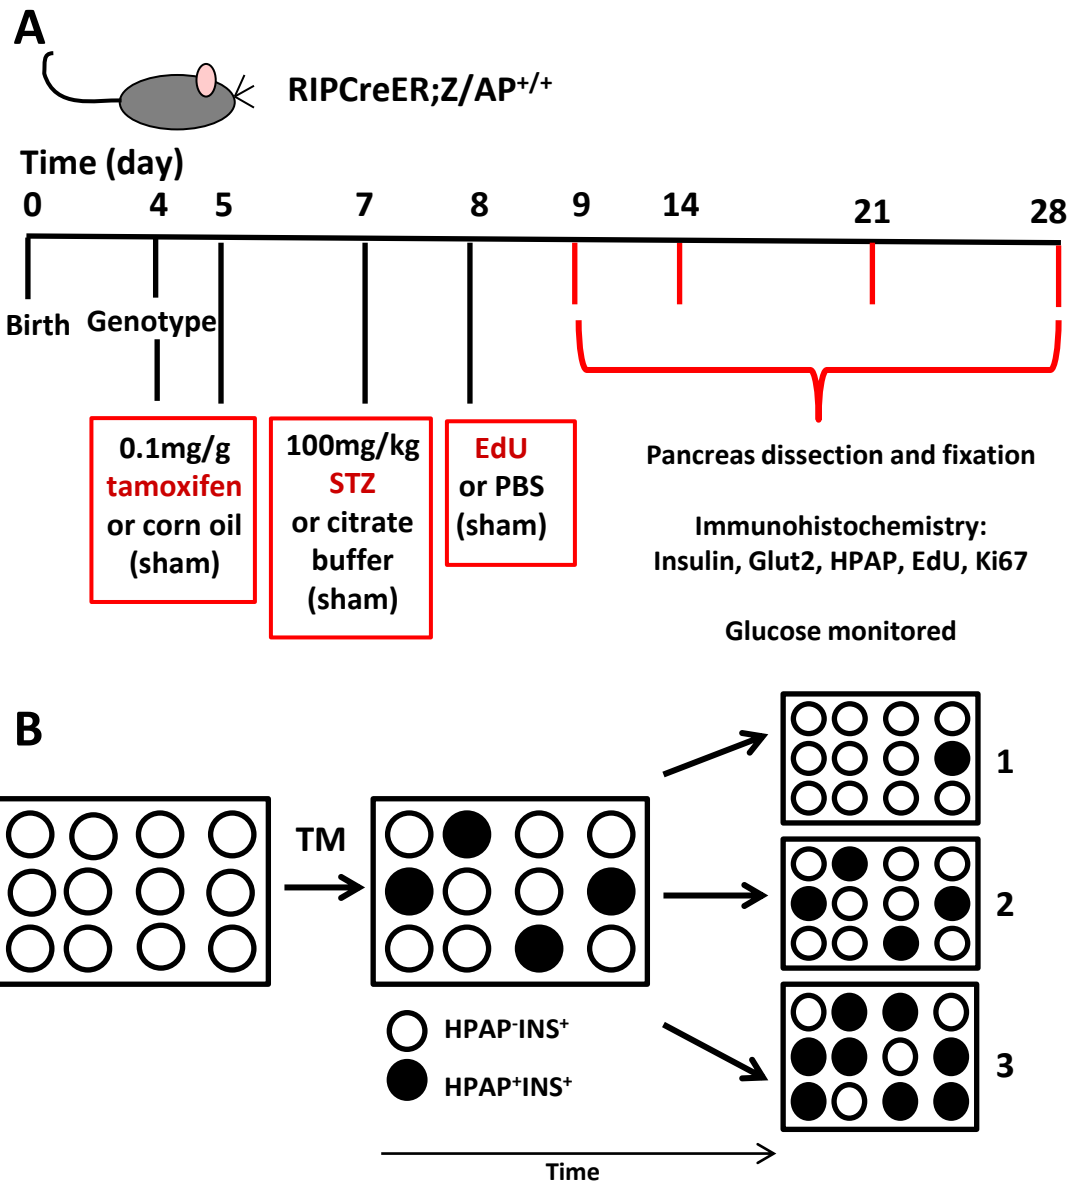 A
RIPCreER;Z/AP+/+
Time (day)
0 4 5 7 8 9 14 21 28
Birth Genotype
0.1mg/g
tamoxifen
or corn oil
(sham)
100mg/kg
STZ
or citrate
buffer
(sham)
EdU
or PBS
(sham)
Pancreas dissection and fixation
Immunohistochemistry:
Insulin, Glut2, HPAP, EdU, Ki67
Glucose monitored
B
TM
1
2
3
HPAP-INS+
HPAP+INS+
Time